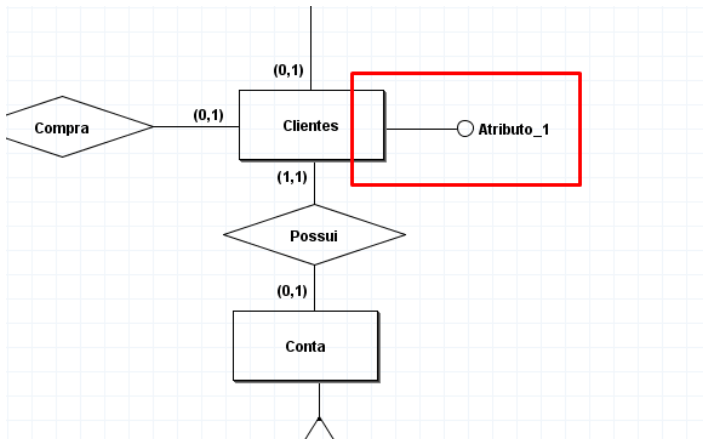 (0,1)
(0,1)
Compra
Clientes
Atributo_1
(1,1)
Possui
(0,1)
Conta